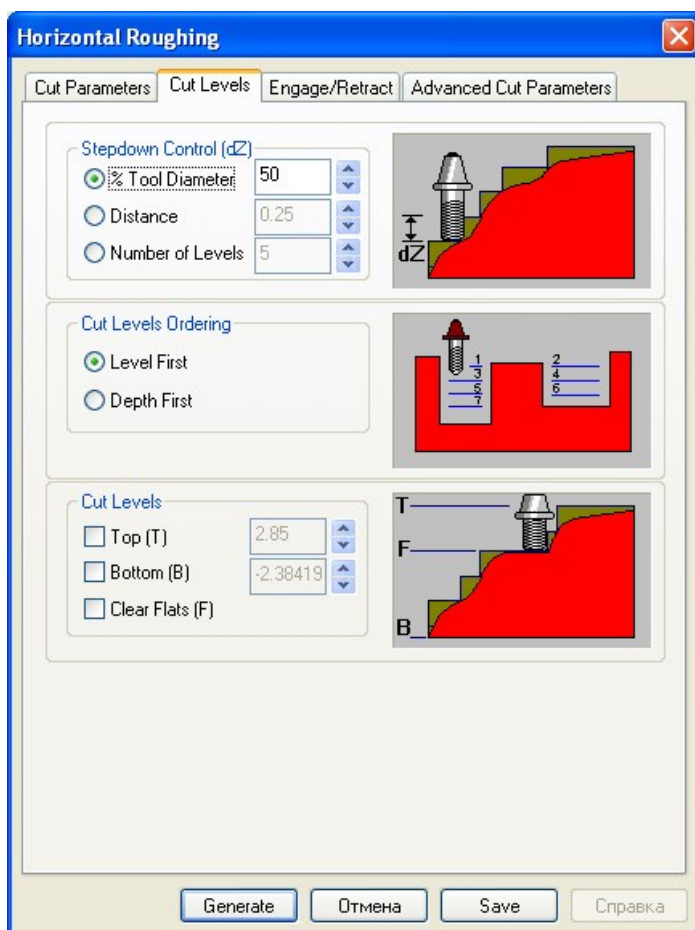 Horizontal Roughing
Cut Parameters Cut Levels Engage/Retract Advanced Cut Parameters
Stepdown Control (dZ)
% Tool Diameter 50
Distance 0.25
Number of Levels 5
dZ
Cut Levels Ordering
Level First
Depth First
1 2
3 4
5 6
7
Cut Levels
Top (T) 2.85
Bottom (B) -2.38419
Clear Flats (F)
T
F
B
Generate Отмена Save Справка